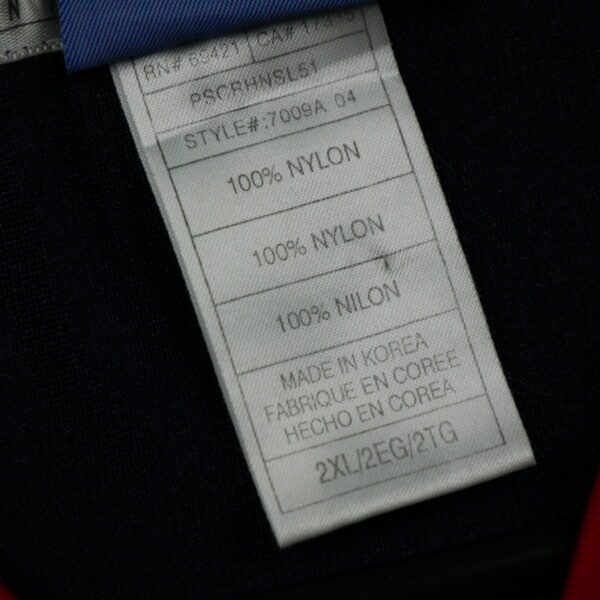 N
RN# 65421
PSCRHNSL51
STYLE#:7009A 04
100% NYLON
100% NYLON
100% NILON
MADE IN KOREA
FABRIQUE EN COREE
HECHO EN COREA
2XL/2EG/2TG